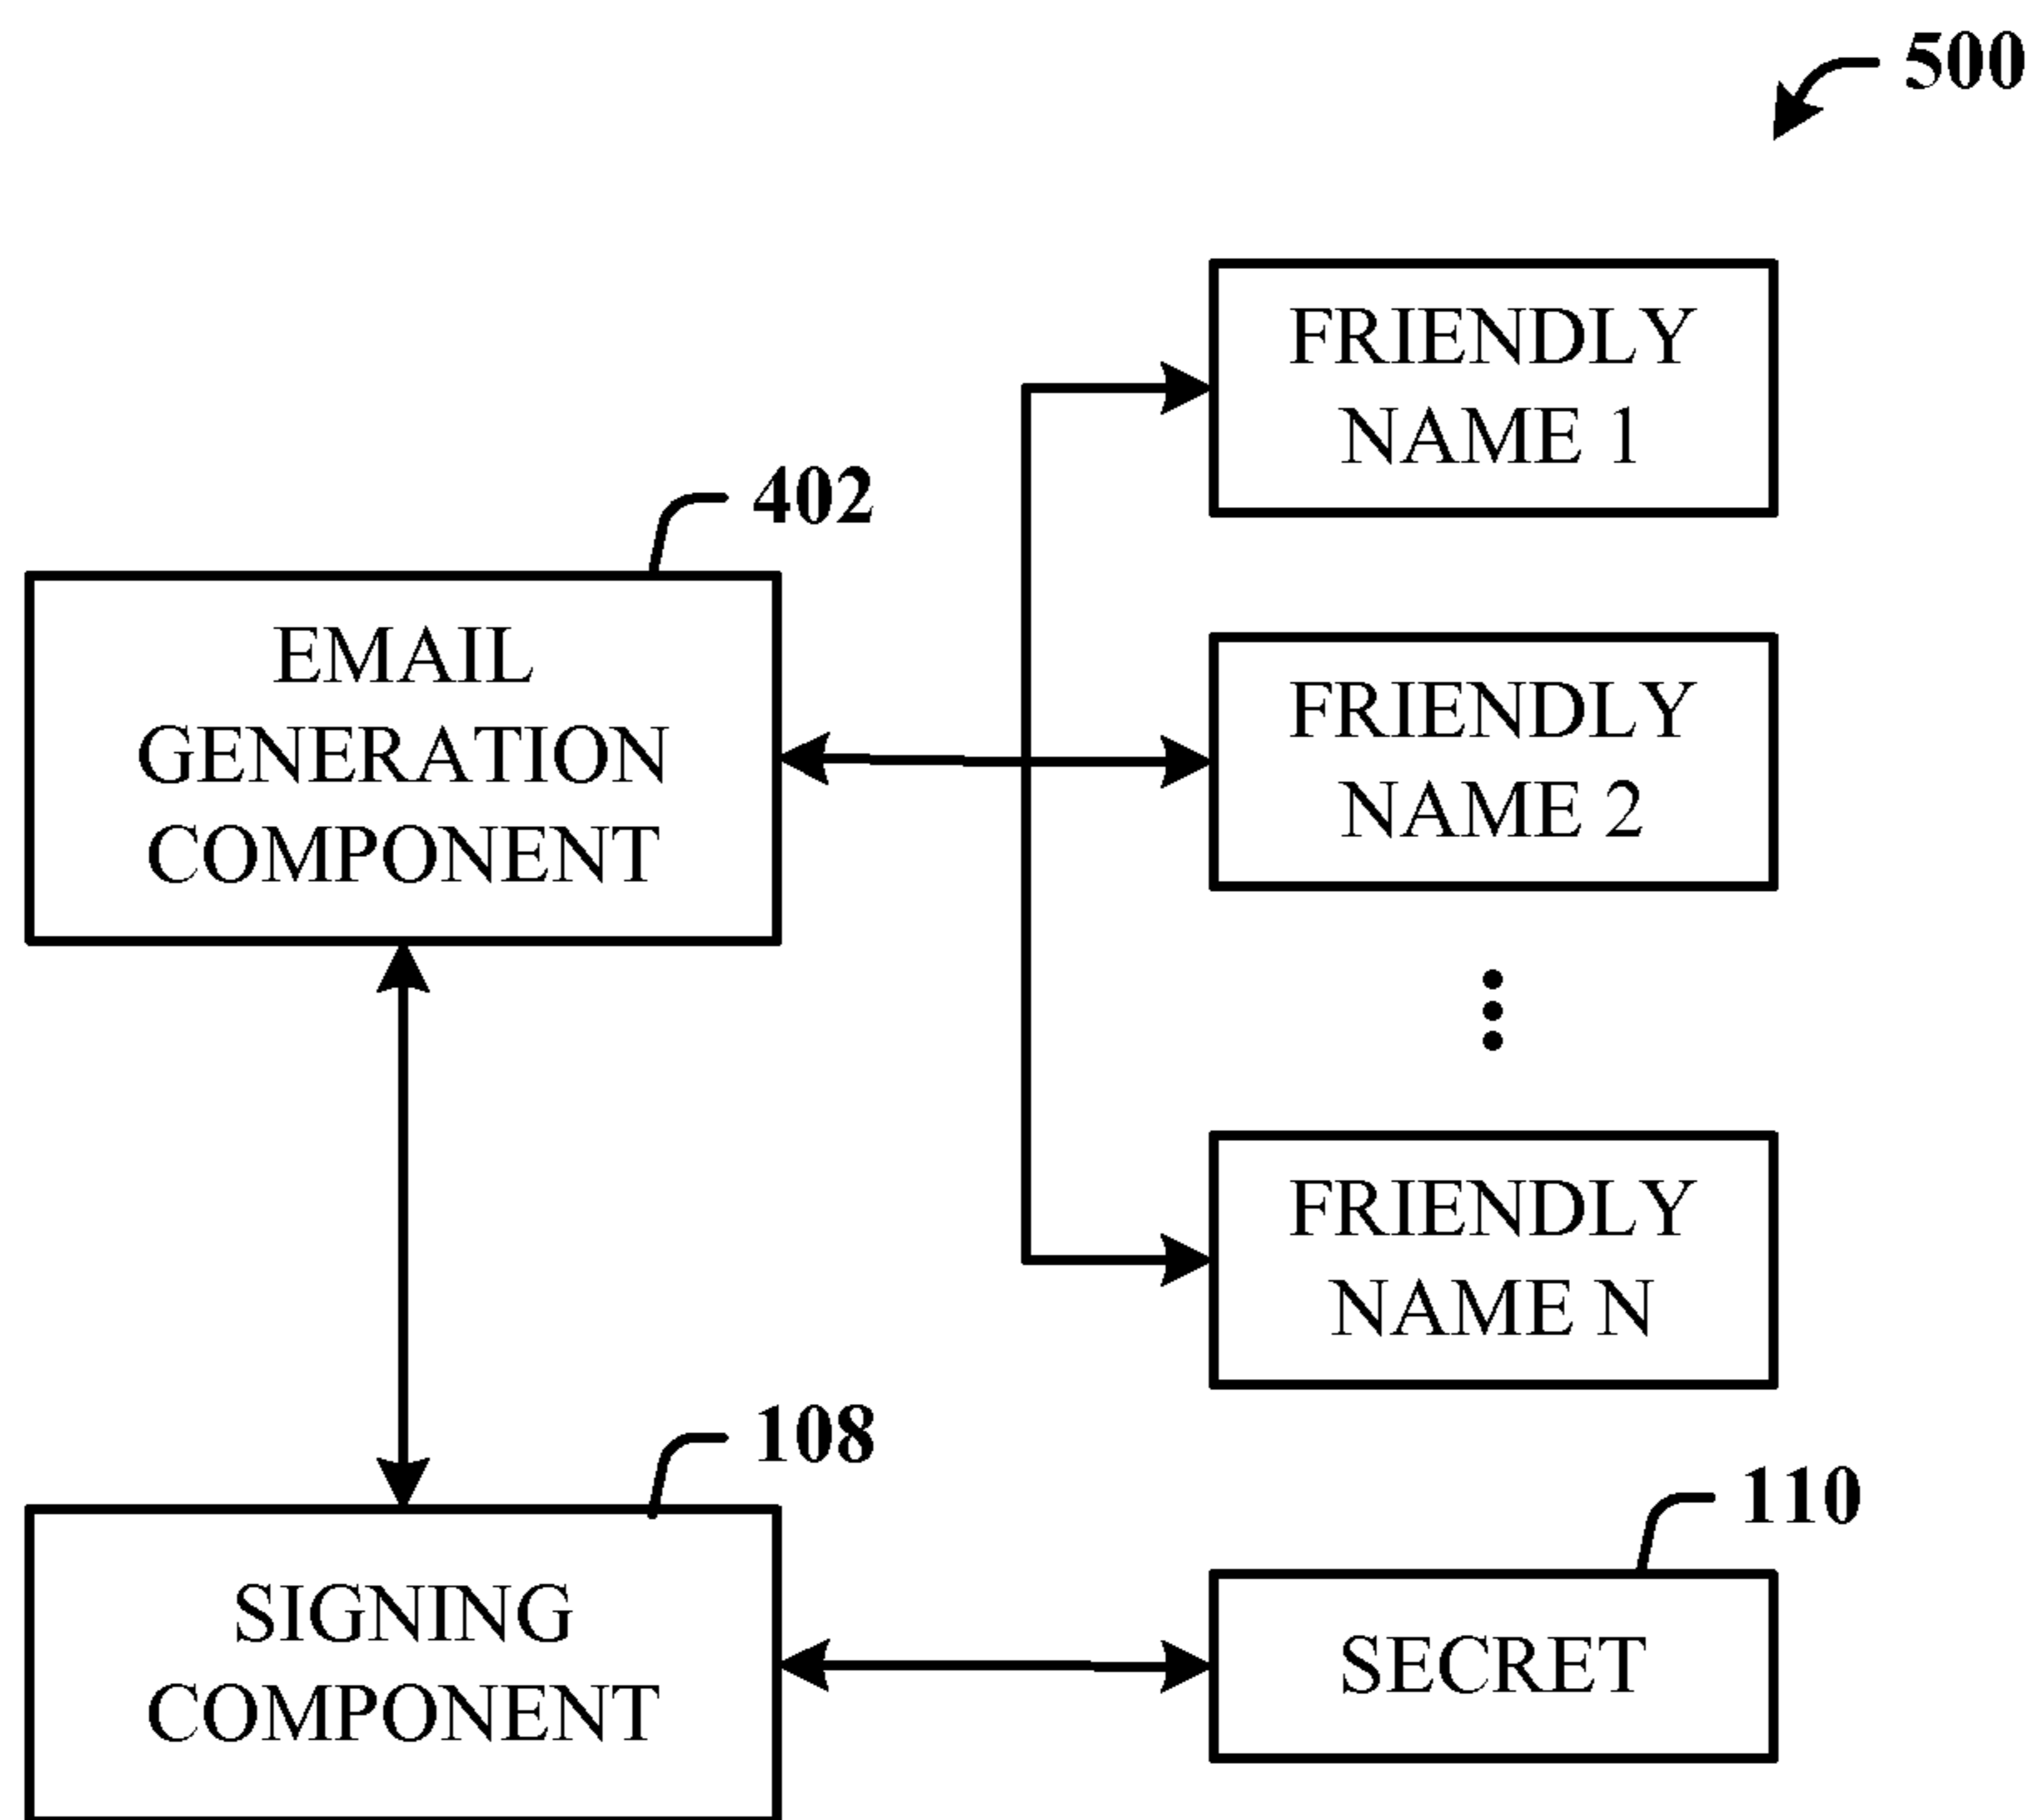 500
FRIENDLY
NAME 1
402
EMAIL
GENERATION
COMPONENT
FRIENDLY
NAME 2
FRIENDLY
NAME N
108
SIGNING
COMPONENT
110
SECRET